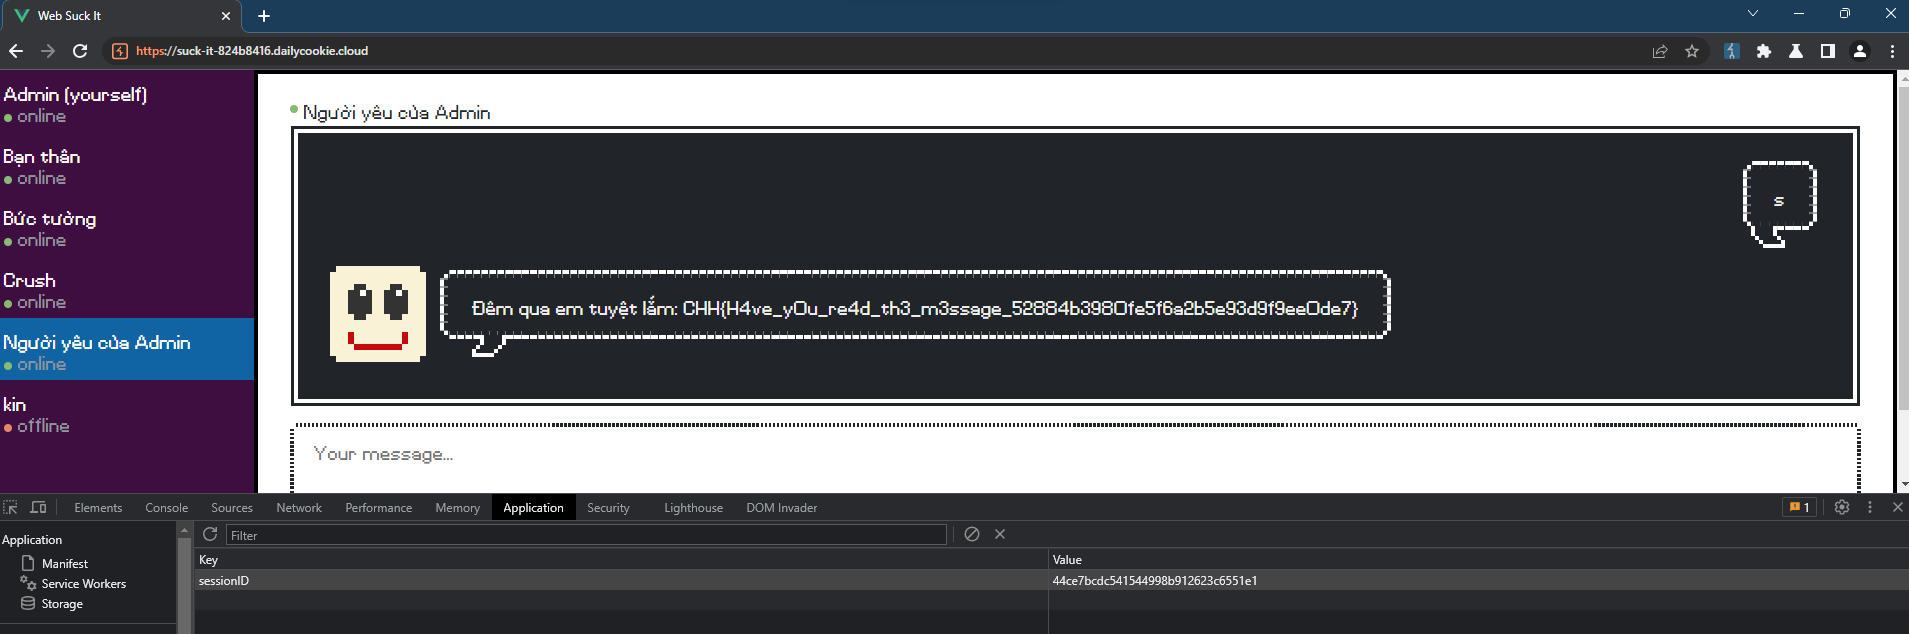 Web Suck It
https://suck-it-824b8416.dailycookie.cloud
Admin (yourself)
online
Bạn thân
online
Bức tường
online
Crush
online
Người yêu của Admin
online
kin
offline
Người yêu của Admin
s
Đêm qua em tuyệt lắm: CHH{H4ve_y0u_re4d_th3_m3ssage_52884b3980fe5f6a2b5e93d9f9ee0de7}
Your message...
Elements Console Sources Network Performance Memory Application Security Lighthouse DOM Invader 1
Application
Manifest
Service Workers
Storage
Filter
Key Value
sessionID 44ce7bcdc541544998b912623c6551e1